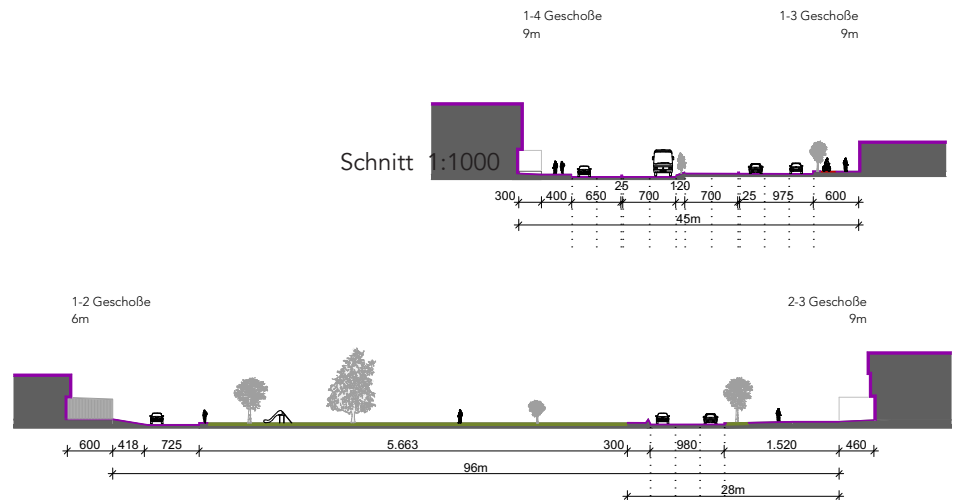 1-4 Geschoße 1-3 Geschoße
9m 9m
Schnitt 1:1000
25 120
300 400 650 700 700 25 975 600
45m
1-2 Geschoße 2-3 Geschoße
6m 9m
600 418 725 5.663 300 980 1.520 460
96m
28m